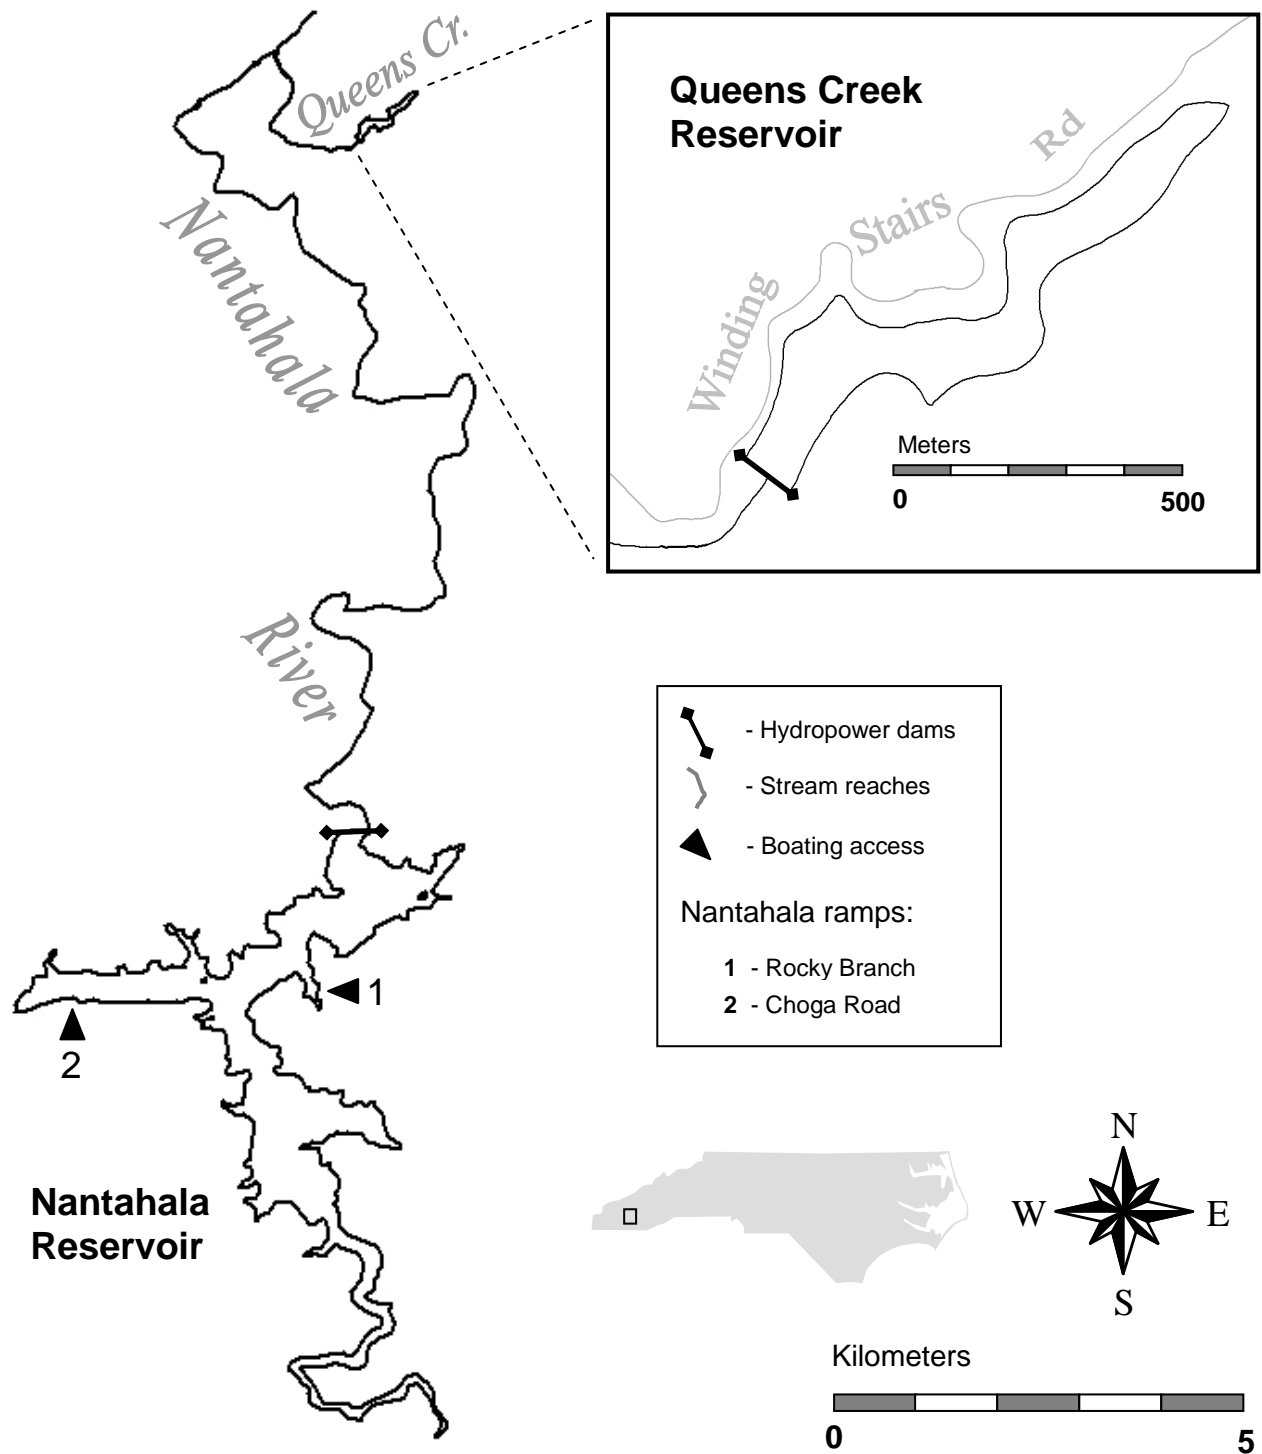 Queens Cr.
Queens Creek
Reservoir
Winding Stairs Rd
Meters
0 500
Nantahala
River
- Hydropower dams
- Stream reaches
- Boating access
Nantahala ramps:
1 - Rocky Branch
2 - Choga Road
1
2
Nantahala
Reservoir
N
W E
S
Kilometers
0 5